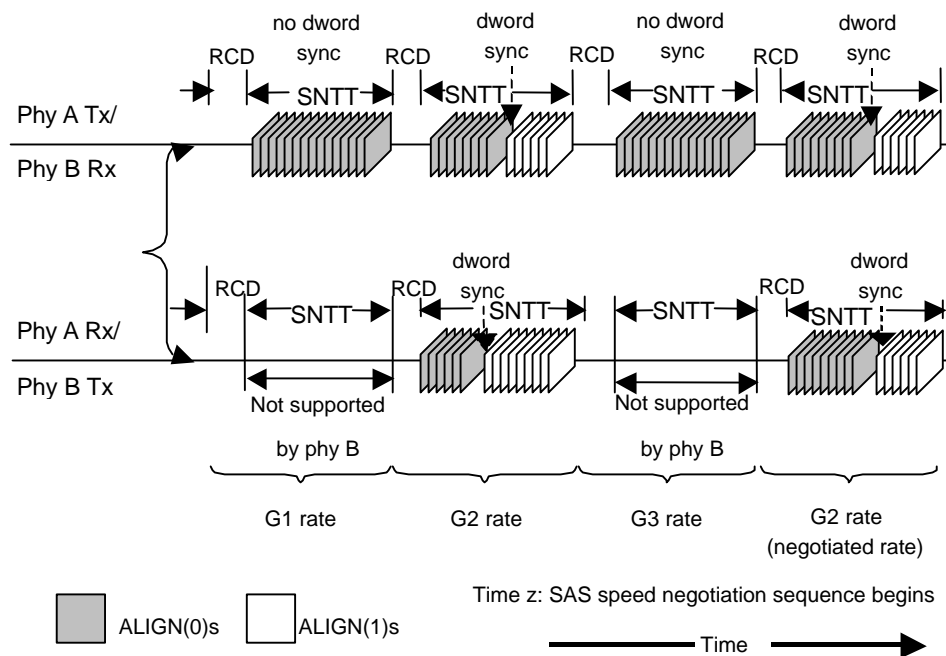 no dword
sync
dword
sync
no dword
sync
dword
sync
RCD
SNTT
RCD
SNTT
RCD
SNTT
RCD
SNTT
Phy A Tx/
Phy B Rx
dword
sync
dword
sync
RCD
SNTT
RCD
SNTT
SNTT
RCD
SNTT
Phy A Rx/
Phy B Tx
Not supported
by phy B
Not supported
by phy B
G1 rate
G2 rate
G3 rate
G2 rate
(negotiated rate)
Time z: SAS speed negotiation sequence begins
ALIGN(0)s
ALIGN(1)s
Time